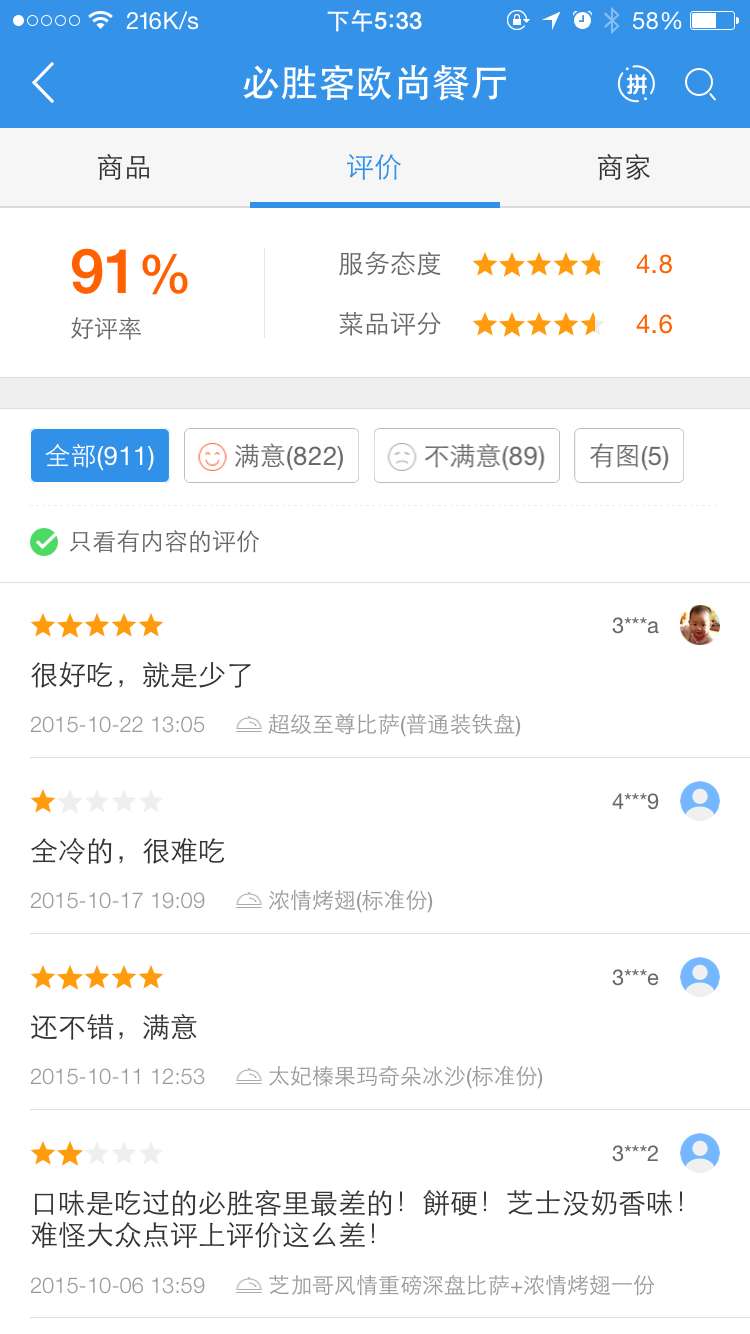 216K/s 下午5:33 58%
必胜客欧尚餐厅 拼
商品 评价 商家
91% 服务态度 4.8
好评率 菜品评分 4.6
全部(911) 满意(822) 不满意(89) 有图(5)
只看有内容的评价
3***a
很好吃，就是少了
2015-10-22 13:05 超级至尊比萨(普通装铁盘)
4***9
全冷的，很难吃
2015-10-17 19:09 浓情烤翅(标准份)
3***e
还不错，满意
2015-10-11 12:53 太妃榛果玛奇朵冰沙(标准份)
3***2
口味是吃过的必胜客里最差的！餅硬！芝士没奶香味！
难怪大众点评上评价这么差！
2015-10-06 13:59 芝加哥风情重磅深盘比萨+浓情烤翅一份